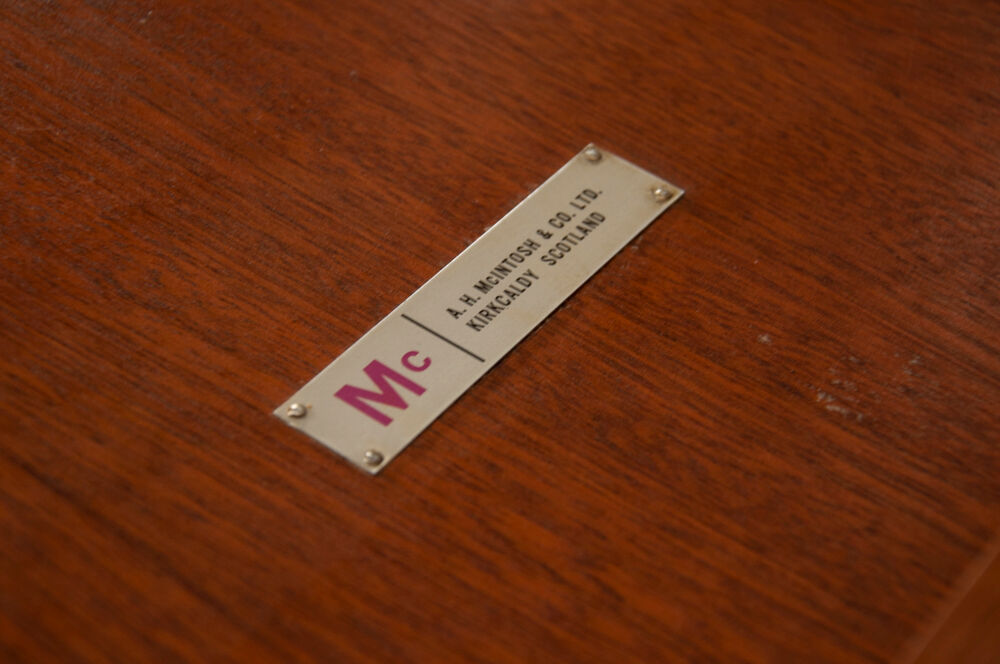 Mc
A. H. McINTOSH & CO. LTD.
KIRKCALDY SCOTLAND